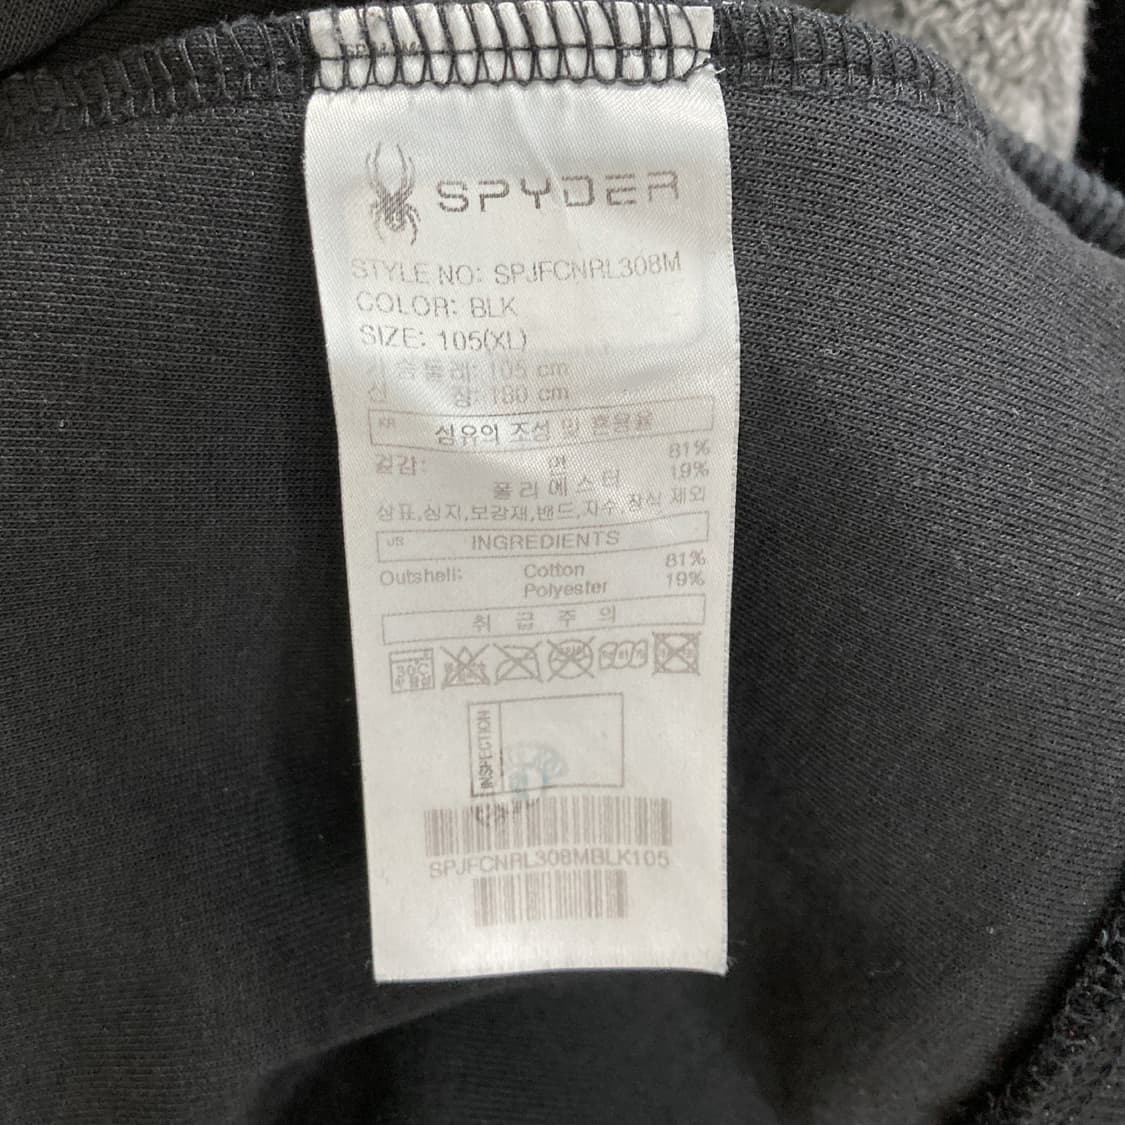 SPYDER
STYLE NO: SPJFCNRL308M
COLOR: BLK
SIZE: 105(XL)
가슴둘레: 105 cm
신 장: 180 cm
KR 섬유의 조성 및 혼용율
겉감: 면 81%
폴리에스터 19%
상표,심지,보강재,밴드,자수,장식 제외
US INGREDIENTS
Outshell: Cotton 81%
Polyester 19%
취급주의
30°C
INSPECTION
SPJFCNRL308MBLK105